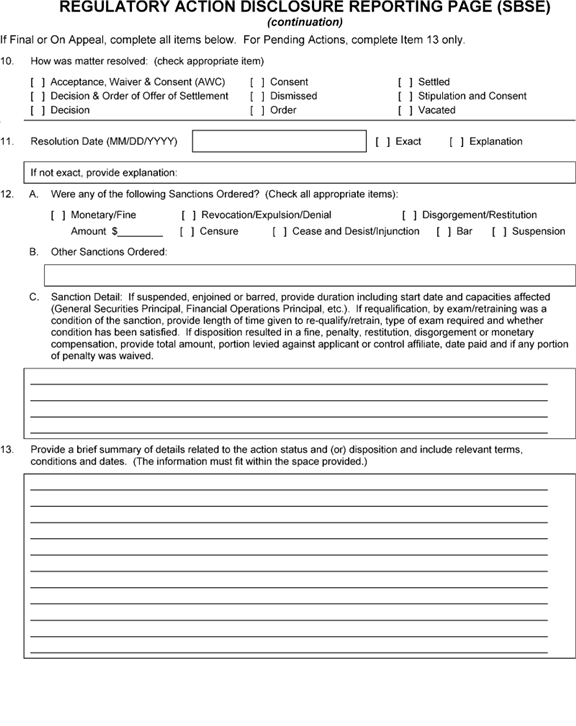 REGULATORY ACTION DISCLOSURE REPORTING PAGE (SBSE)
(continuation)
If Final or On Appeal, complete all items below. For Pending Actions, complete Item 13 only.
10. How was matter resolved: (check appropriate item)
[ ] Acceptance, Waiver & Consent (AWC) [ ] Consent [ ] Settled
[ ] Decision & Order of Offer of Settlement [ ] Dismissed [ ] Stipulation and Consent
[ ] Decision [ ] Order [ ] Vacated
11. Resolution Date (MM/DD/YYYY) [ ] Exact [ ] Explanation
If not exact, provide explanation:
12. A. Were any of the following Sanctions Ordered? (Check all appropriate items):
[ ] Monetary/Fine [ ] Revocation/Expulsion/Denial [ ] Disgorgement/Restitution
Amount $________ [ ] Censure [ ] Cease and Desist/Injunction [ ] Bar [ ] Suspension
B. Other Sanctions Ordered:
C. Sanction Detail: If suspended, enjoined or barred, provide duration including start date and capacities affected
(General Securities Principal, Financial Operations Principal, etc.). If requalification, by exam/retraining was a
condition of the sanction, provide length of time given to re-qualify/retrain, type of exam required and whether
condition has been satisfied. If disposition resulted in a fine, penalty, restitution, disgorgement or monetary
compensation, provide total amount, portion levied against applicant or control affiliate, date paid and if any portion
of penalty was waived.
13. Provide a brief summary of details related to the action status and (or) disposition and include relevant terms,
conditions and dates. (The information must fit within the space provided.)